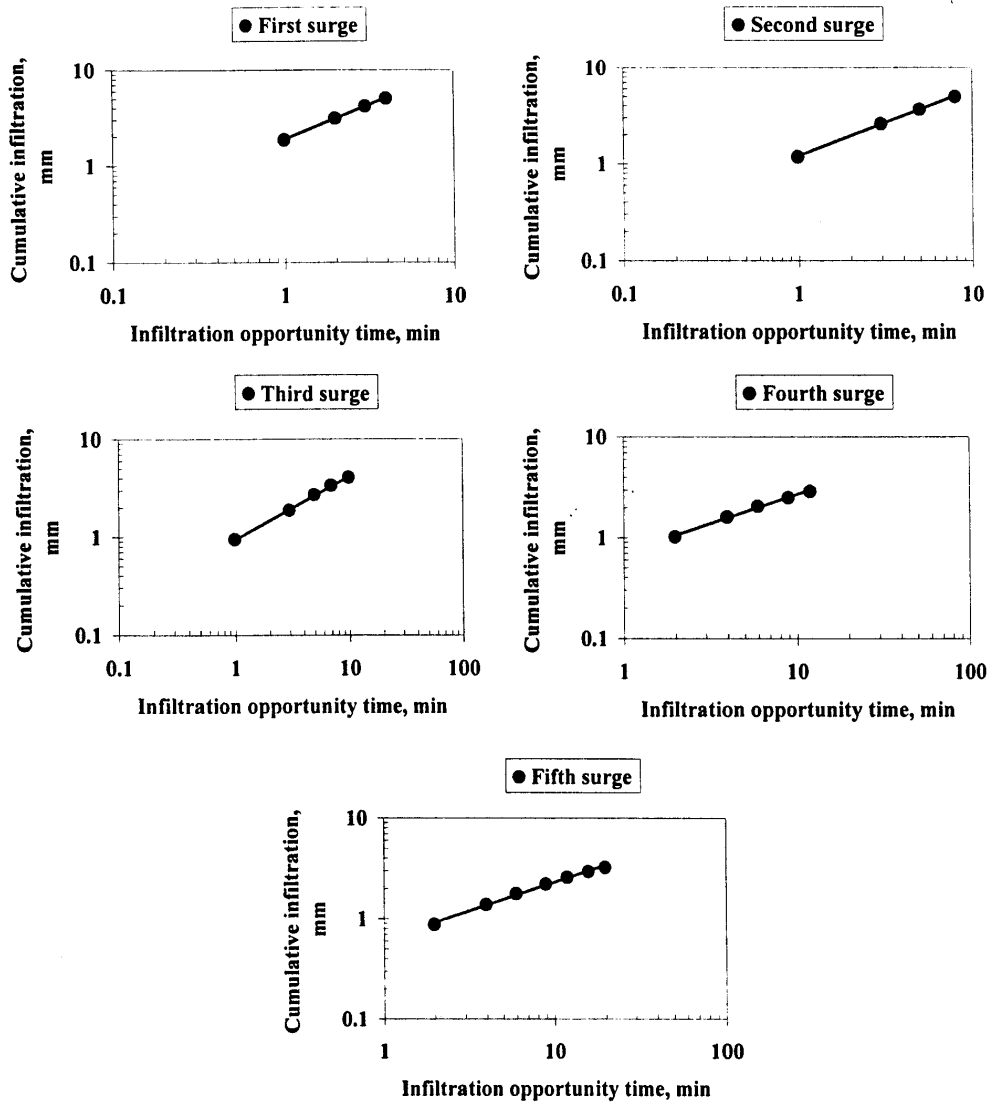 First surge
Cumulative infiltration,
mm
10
1
0.1
0.1
1
10
Infiltration opportunity time, min
Second surge
Cumulative infiltration,
mm
10
1
0.1
0.1
1
10
Infiltration opportunity time, min
Third surge
Cumulative infiltration,
mm
10
1
0.1
0.1
1
10
100
Infiltration opportunity time, min
Fourth surge
Cumulative infiltration,
mm
10
1
0.1
1
10
100
Infiltration opportunity time, min
Fifth surge
Cumulative infiltration,
mm
10
1
0.1
1
10
100
Infiltration opportunity time, min